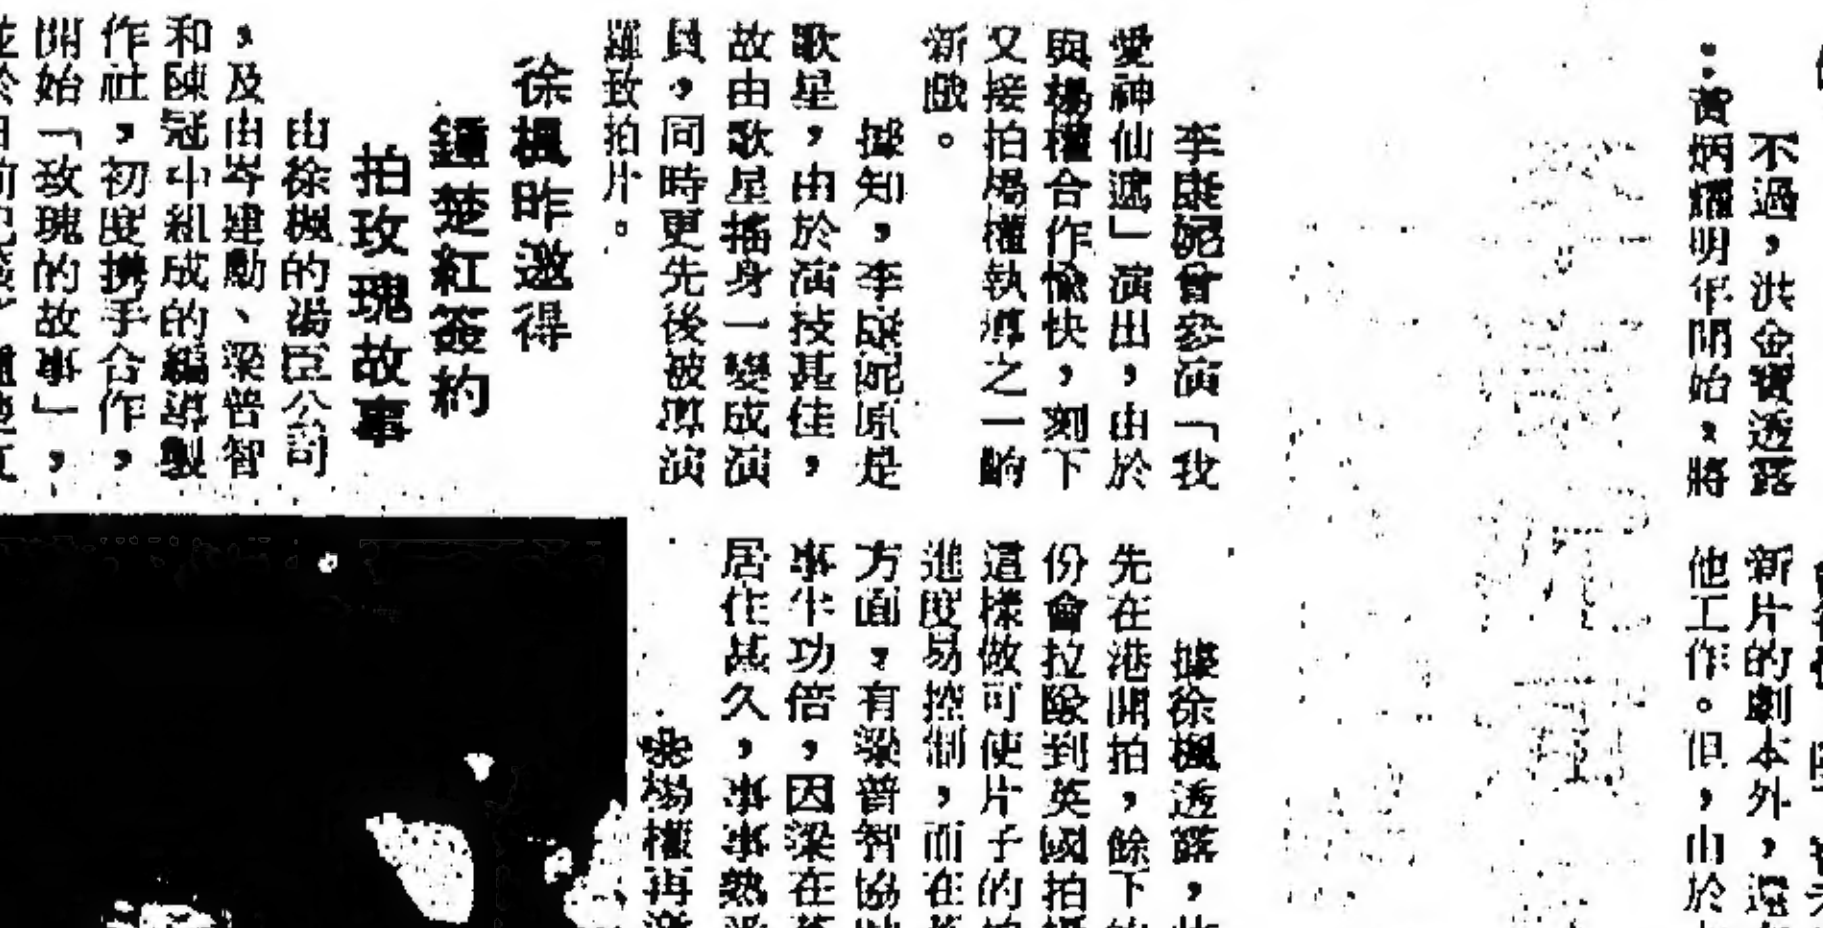 不過，洪金寶透露
：黃炳耀明年開始，將
新片的劇本外，還
他工作。但，由於
李康妮曾參演「我
愛神仙遮」演出，由於
與楊權合作愉快，刻下
又接拍楊權執導之一齣
新戲。
據知，李康妮原是
歌星，由於演技甚佳，
故由歌星搖身一變成演
員，同時更先後被導演
羅致拍片。
徐楓昨邀得
鍾楚紅簽約
拍玫瑰故事
由徐楓的湯臣公司
，及由岑建勳、梁普智
和陳冠中組成的編導製
作社，初度携手合作，
開始「玫瑰的故事」，
據徐楓透露，
先在港開拍，餘下
份會拉隊到英國拍
這樣做可使片子的
進度易控制，而在
方面，有梁普智協
事半功倍，因梁在
居住甚久，事事熟
楊權再